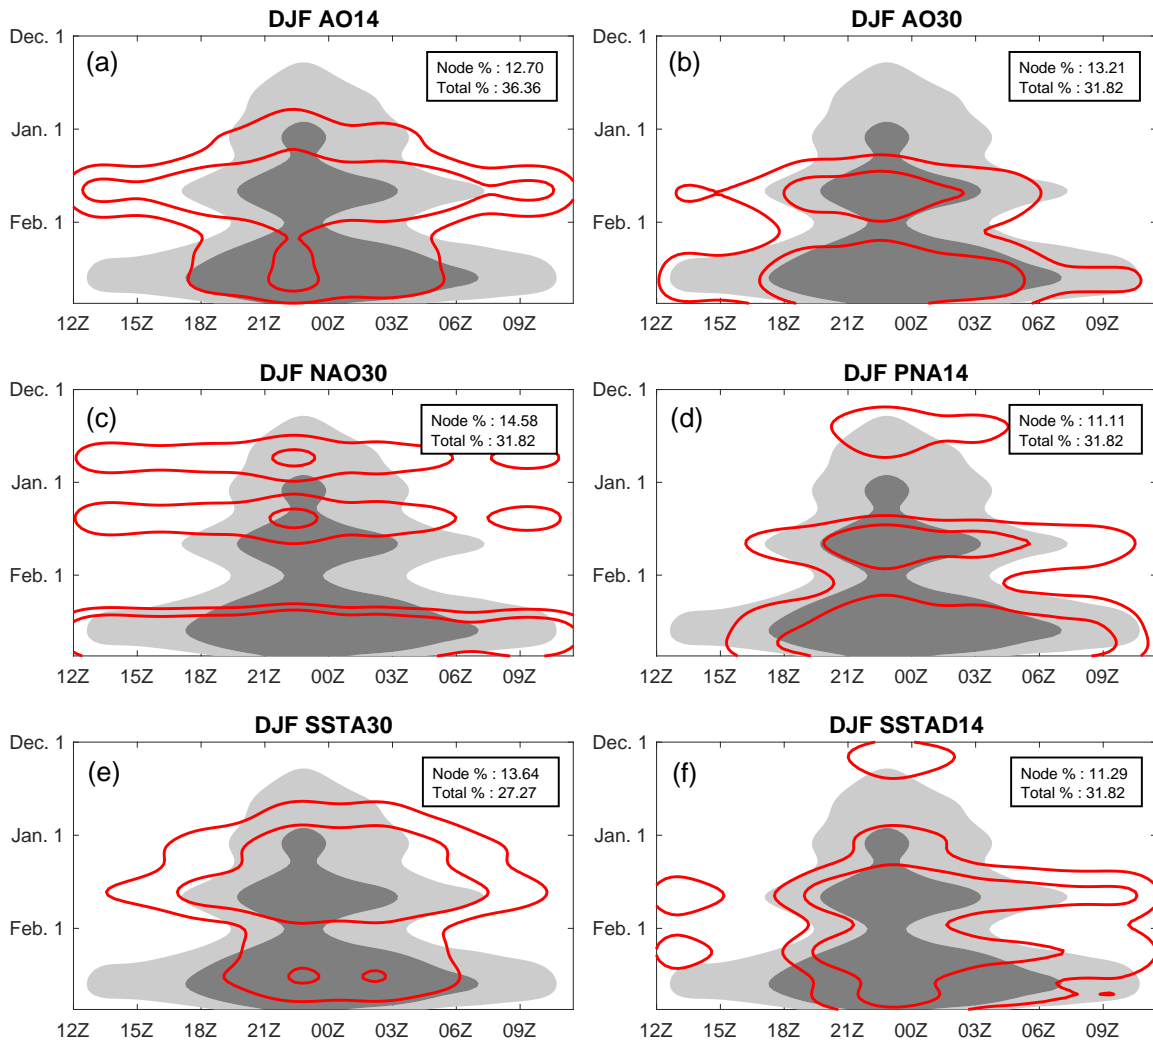 DJF AO14
DJF AO30
Dec. 1
Jan. 1
Feb. 1
(a)
Node % : 12.70
Total % : 36.36
12Z 15Z 18Z 21Z 00Z 03Z 06Z 09Z
Dec. 1
Jan. 1
Feb. 1
(b)
Node % : 13.21
Total % : 31.82
12Z 15Z 18Z 21Z 00Z 03Z 06Z 09Z
DJF NAO30
DJF PNA14
Dec. 1
Jan. 1
Feb. 1
(c)
Node % : 14.58
Total % : 31.82
12Z 15Z 18Z 21Z 00Z 03Z 06Z 09Z
Dec. 1
Jan. 1
Feb. 1
(d)
Node % : 11.11
Total % : 31.82
12Z 15Z 18Z 21Z 00Z 03Z 06Z 09Z
DJF SSTA30
DJF SSTAD14
Dec. 1
Jan. 1
Feb. 1
(e)
Node % : 13.64
Total % : 27.27
12Z 15Z 18Z 21Z 00Z 03Z 06Z 09Z
Dec. 1
Jan. 1
Feb. 1
(f)
Node % : 11.29
Total % : 31.82
12Z 15Z 18Z 21Z 00Z 03Z 06Z 09Z